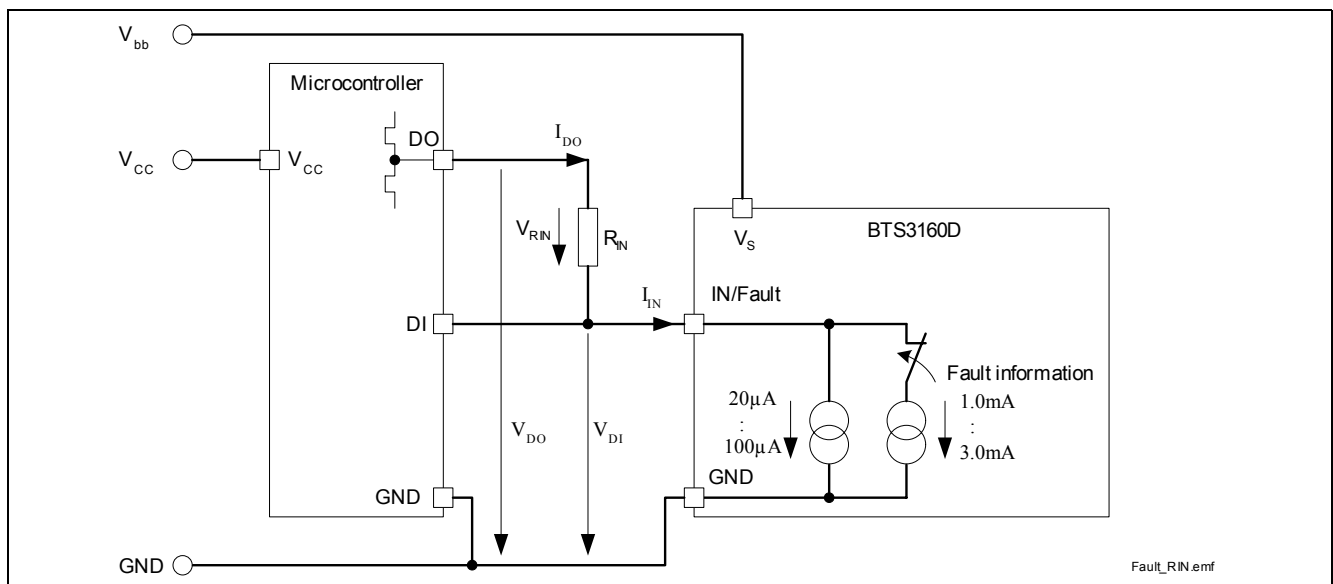 V_bb
Microcontroller
DO
I_DO
V_CC
V_CC
V_RIN
R_IN
V_S
BTS3160D
IN/Fault
I_IN
DI
Fault information
20µA
:
100µA
1.0mA
:
3.0mA
V_DO
V_DI
GND
GND
GND
Fault_RIN.emf